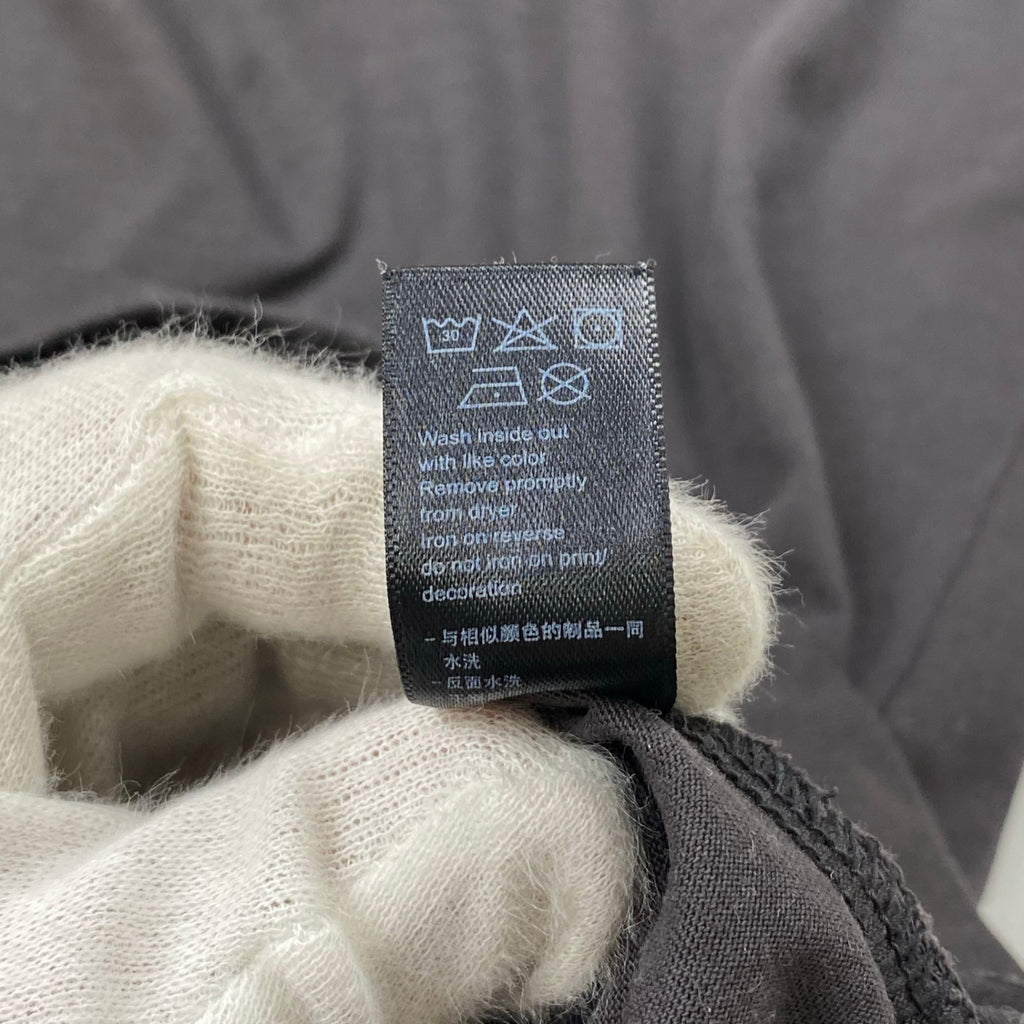 30
Wash inside out
with like color
Remove promptly
from dryer
Iron on reverse
do not iron on print/
decoration
- 与相似颜色的制品一同
水洗
- 反面水洗